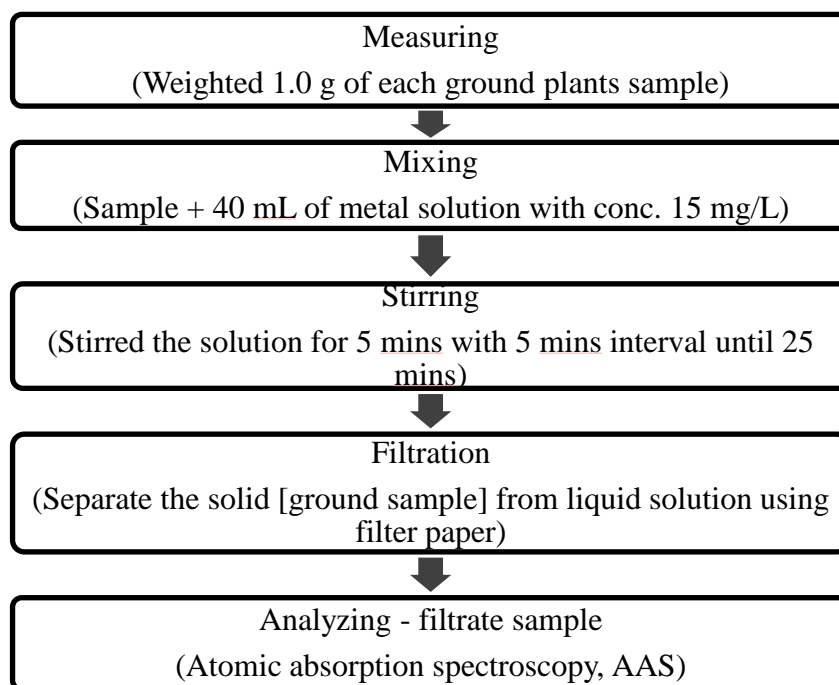 Measuring
(Weighted 1.0 g of each ground plants sample)
Mixing
(Sample + 40 mL of metal solution with conc. 15 mg/L)
Stirring
(Stirred the solution for 5 mins with 5 mins interval until 25
mins)
Filtration
(Separate the solid [ground sample] from liquid solution using
filter paper)
Analyzing - filtrate sample
(Atomic absorption spectroscopy, AAS)